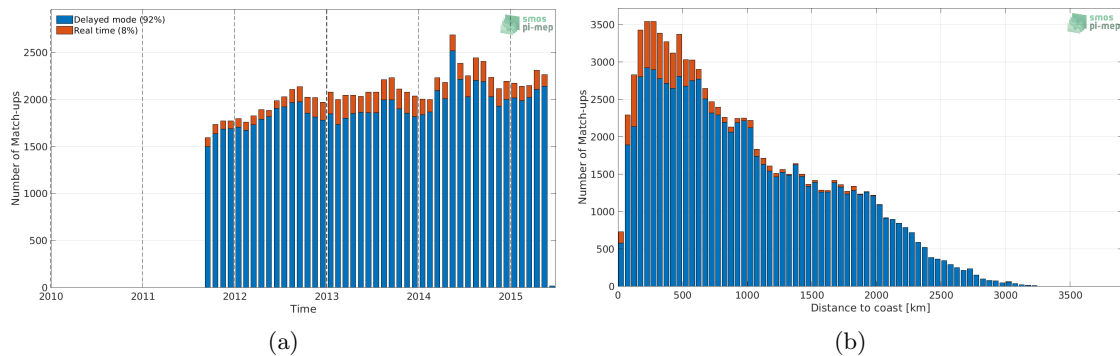 Delayed mode (92%)
Real time (8%)
smos
pi-mep
2500
2000
1500
1000
500
0
Number of Match-ups
2010
2011
2012
2013
2014
2015
Time
(a)
smos
pi-mep
3500
3000
2500
2000
1500
1000
500
0
Number of Match-ups
0
500
1000
1500
2000
2500
3000
3500
Distance to coast [km]
(b)